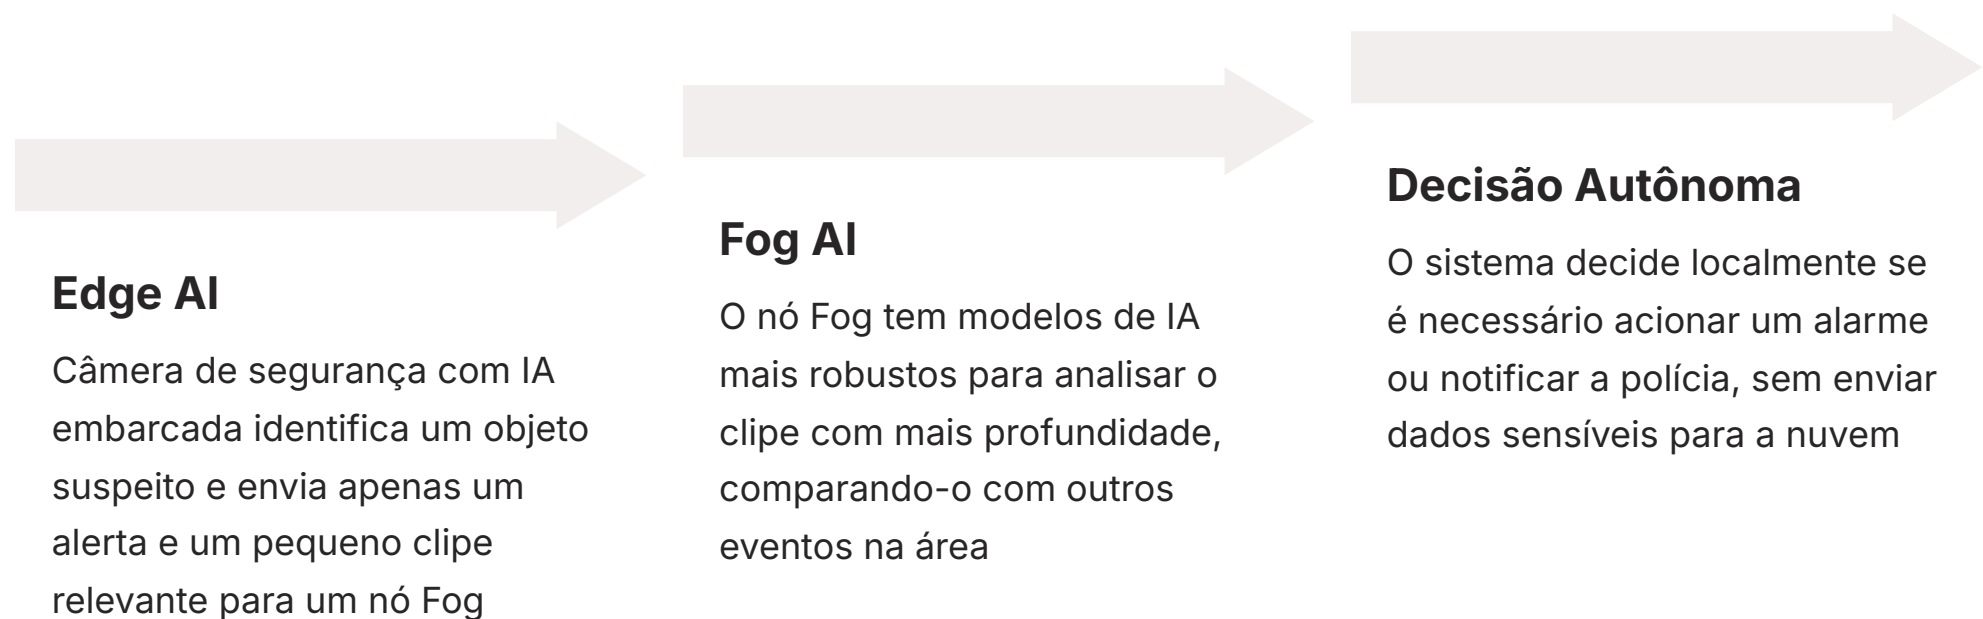 Edge AI
Câmera de segurança com IA
embarcada identifica um objeto
suspeito e envia apenas um
alerta e um pequeno clipe
relevante para um nó Fog
Fog AI
O nó Fog tem modelos de IA
mais robustos para analisar o
clipe com mais profundidade,
comparando-o com outros
eventos na área
Decisão Autônoma
O sistema decide localmente se
é necessário acionar um alarme
ou notificar a polícia, sem enviar
dados sensíveis para a nuvem